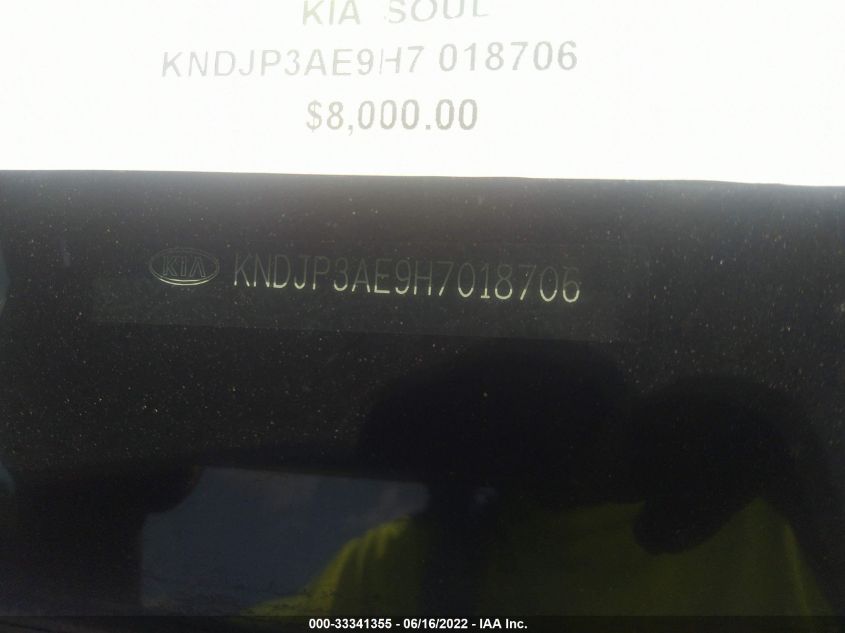 KIA SOUL
KNDJP3AE9H7 018706
$8,000.00
KIA KNDJP3AE9H7018706
000-33341355 - 06/16/2022 - IAA Inc.